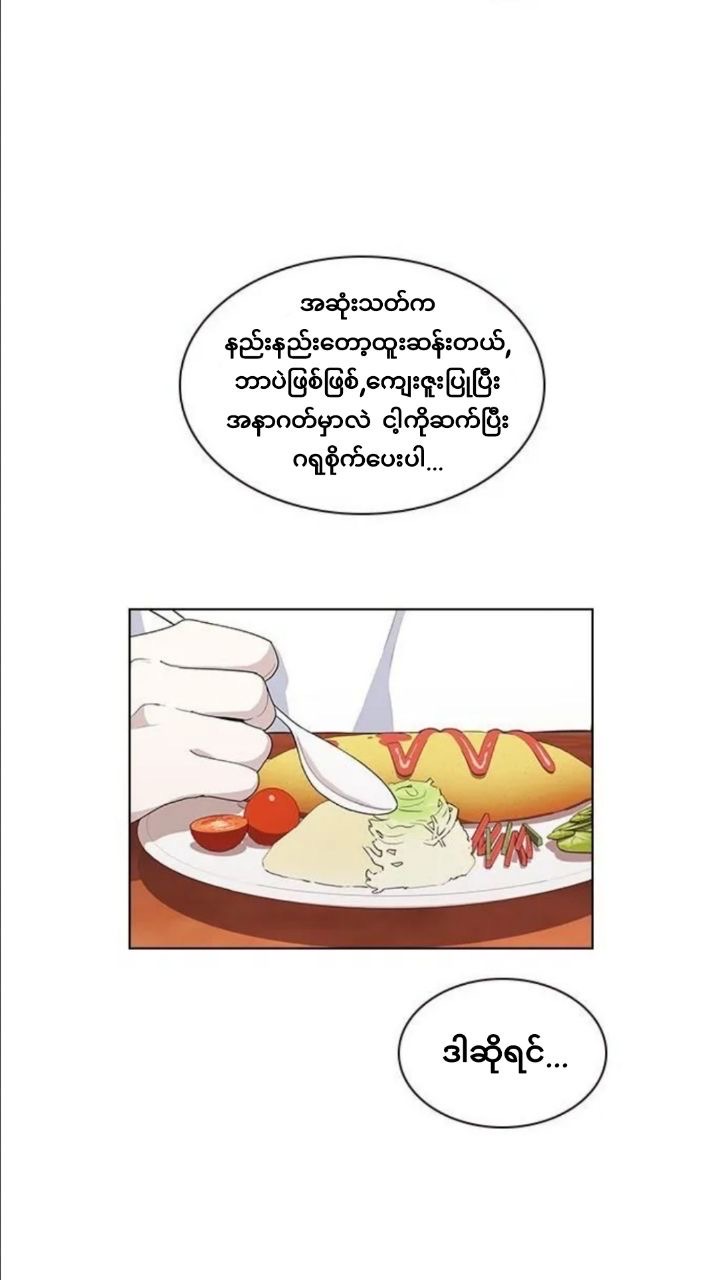 အဆုံးသတ်က
နည်းနည်းတော့ထူးဆန်းတယ်,
ဘာပဲဖြစ်ဖြစ်,ကျေးဇူးပြုပြီး
အနာဂတ်မှာလဲ ငါ့ကိုဆက်ပြီး
ဂရုစိုက်ပေးပါ...
ဒါဆိုရင်...